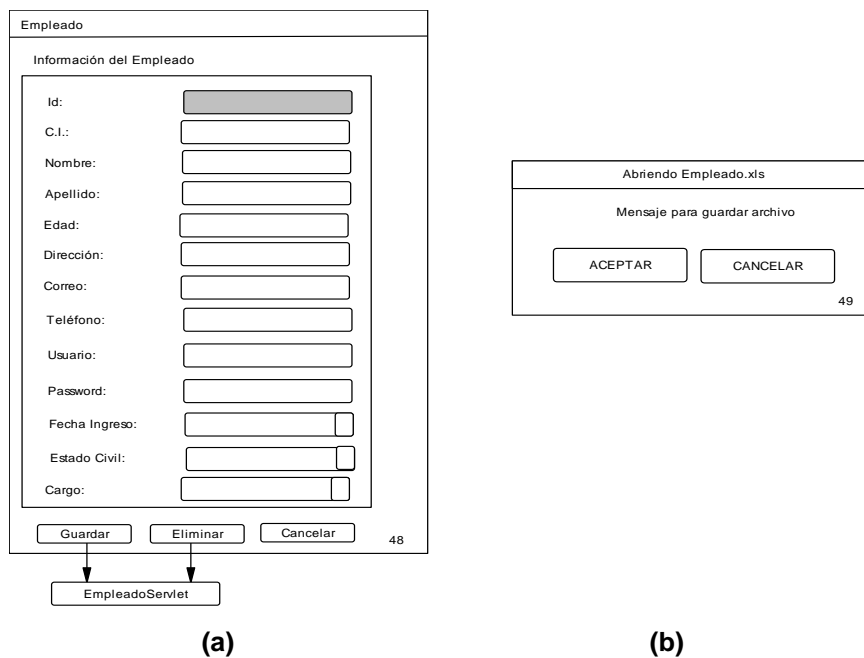 Empleado
Información del Empleado
Id:
C.I.:
Nombre:
Apellido:
Edad:
Dirección:
Correo:
Teléfono:
Usuario:
Password:
Fecha Ingreso:
Estado Civil:
Cargo:
Guardar Eliminar Cancelar 48
EmpleadoServlet
(a)
Abriendo Empleado.xls
Mensaje para guardar archivo
ACEPTAR CANCELAR
49
(b)